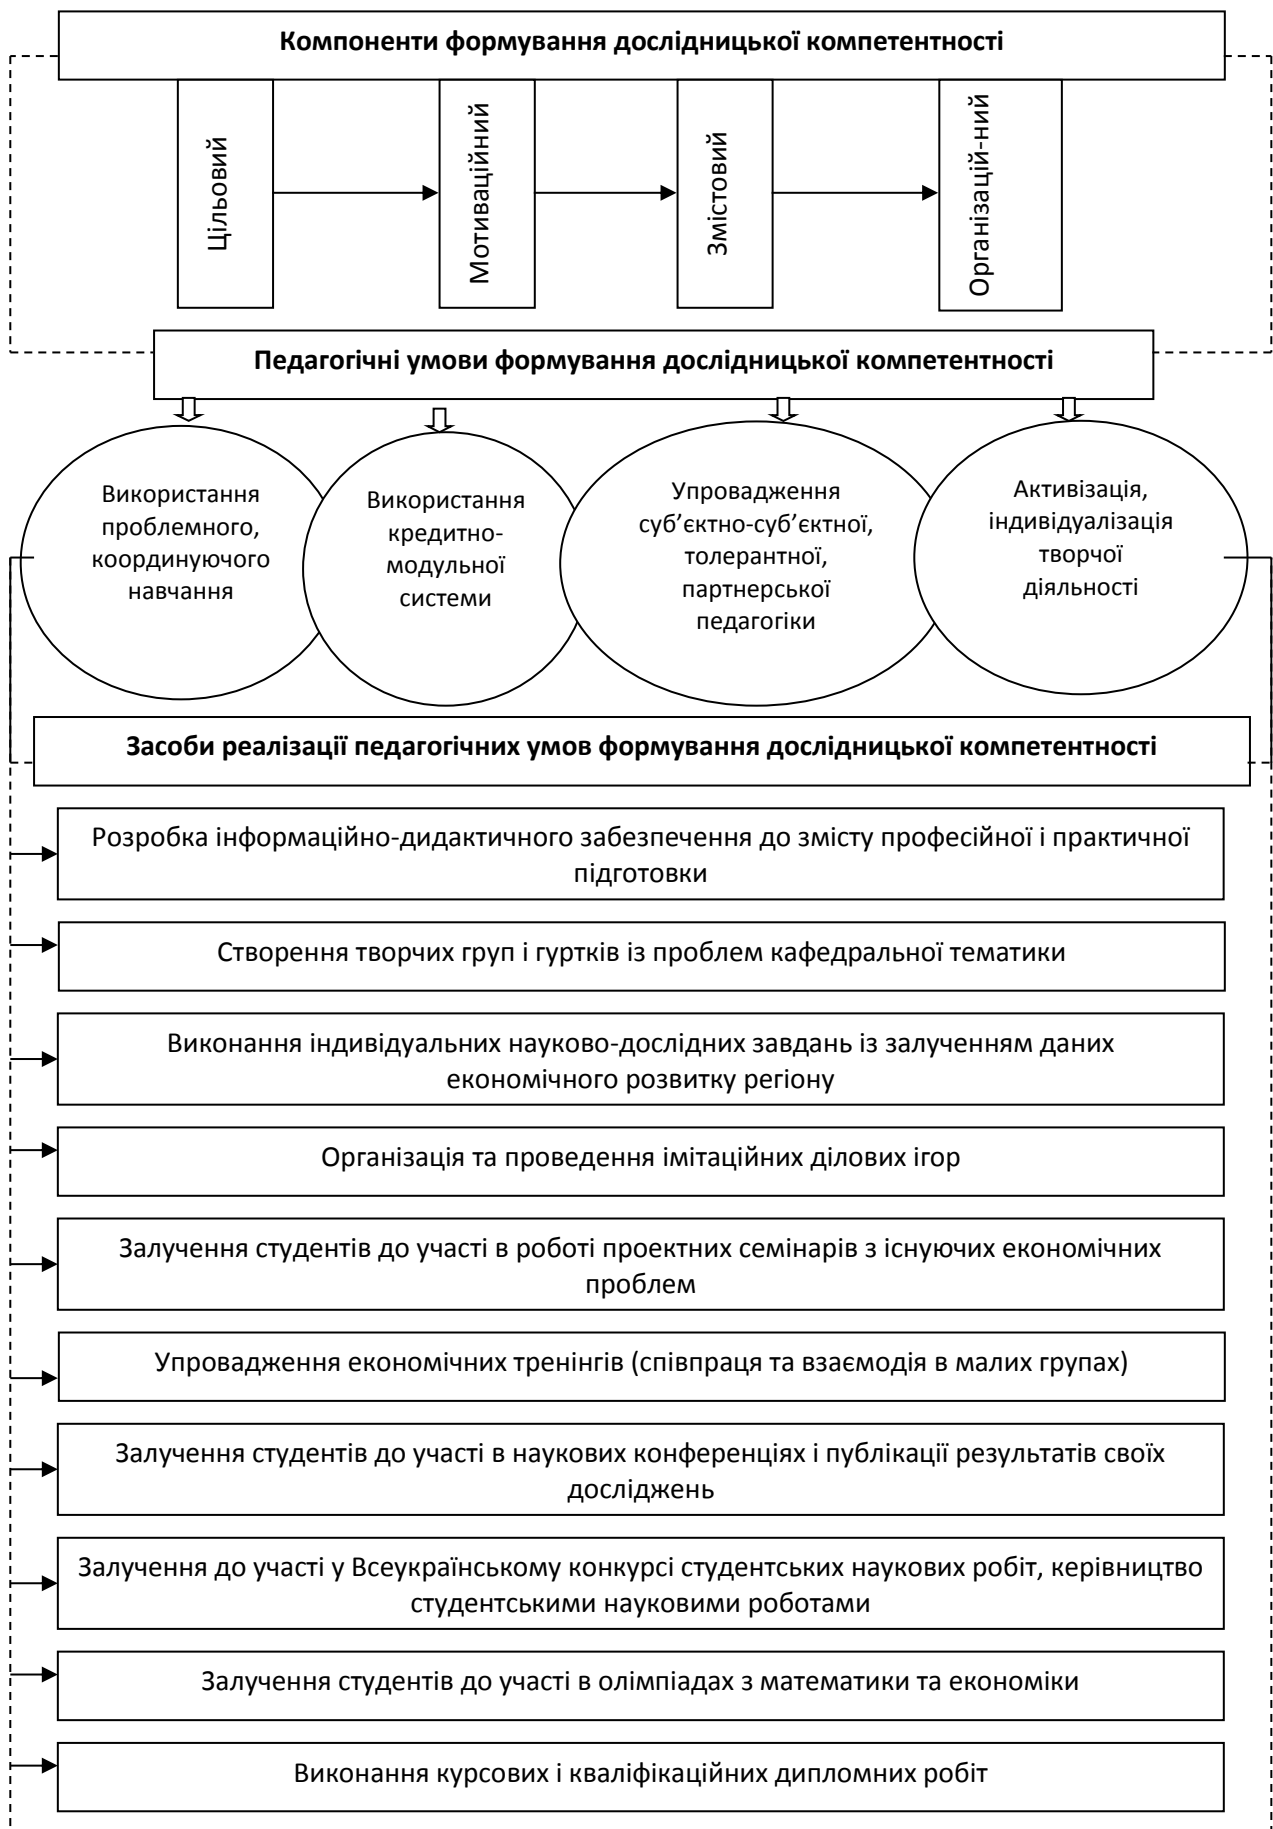 Компоненти формування дослідницької компетентності
Цільовий
Мотиваційний
Змістовий
Організацій-ний
Педагогічні умови формування дослідницької компетентності
Використання
проблемного,
координуючого
навчання
Використання
кредитно-
модульної
системи
Упровадження
суб’єктно-суб’єктної,
толерантної,
партнерської
педагогіки
Активізація,
індивідуалізація
творчої
діяльності
Засоби реалізації педагогічних умов формування дослідницької компетентності
Розробка інформаційно-дидактичного забезпечення до змісту професійної і практичної
підготовки
Створення творчих груп і гуртків із проблем кафедральної тематики
Виконання індивідуальних науково-дослідних завдань із залученням даних
економічного розвитку регіону
Організація та проведення імітаційних ділових ігор
Залучення студентів до участі в роботі проектних семінарів з існуючих економічних
проблем
Упровадження економічних тренінгів (співпраця та взаємодія в малих групах)
Залучення студентів до участі в наукових конференціях і публікації результатів своїх
досліджень
Залучення до участі у Всеукраїнському конкурсі студентських наукових робіт, керівництво
студентськими науковими роботами
Залучення студентів до участі в олімпіадах з математики та економіки
Виконання курсових і кваліфікаційних дипломних робіт